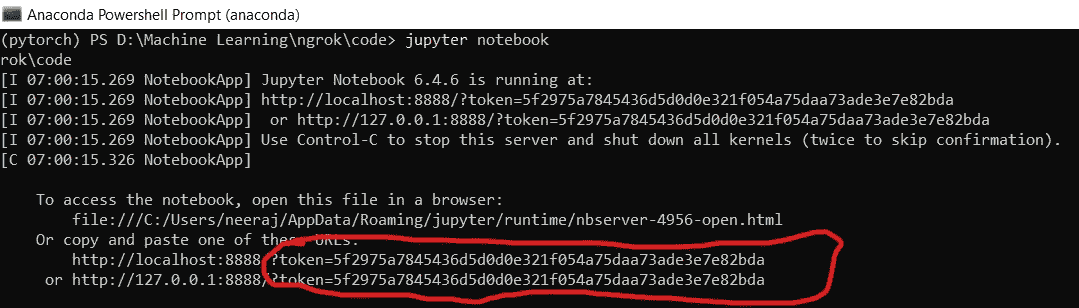 Anaconda Powershell Prompt (anaconda)
(pytorch) PS D:\Machine Learning\ngrok\code> jupyter notebook
rok\code
[I 07:00:15.269 NotebookApp] Jupyter Notebook 6.4.6 is running at:
[I 07:00:15.269 NotebookApp] http://localhost:8888/?token=5f2975a7845436d5d0d0e321f054a75daa73ade3e7e82bda
[I 07:00:15.269 NotebookApp]  or http://127.0.0.1:8888/?token=5f2975a7845436d5d0d0e321f054a75daa73ade3e7e82bda
[I 07:00:15.269 NotebookApp] Use Control-C to stop this server and shut down all kernels (twice to skip confirmation).
[C 07:00:15.326 NotebookApp]
To access the notebook, open this file in a browser:
file:///C:/Users/neeraj/AppData/Roaming/jupyter/runtime/nbserver-4956-open.html
Or copy and paste one of these URLs:
http://localhost:8888/?token=5f2975a7845436d5d0d0e321f054a75daa73ade3e7e82bda
or http://127.0.0.1:8888/?token=5f2975a7845436d5d0d0e321f054a75daa73ade3e7e82bda